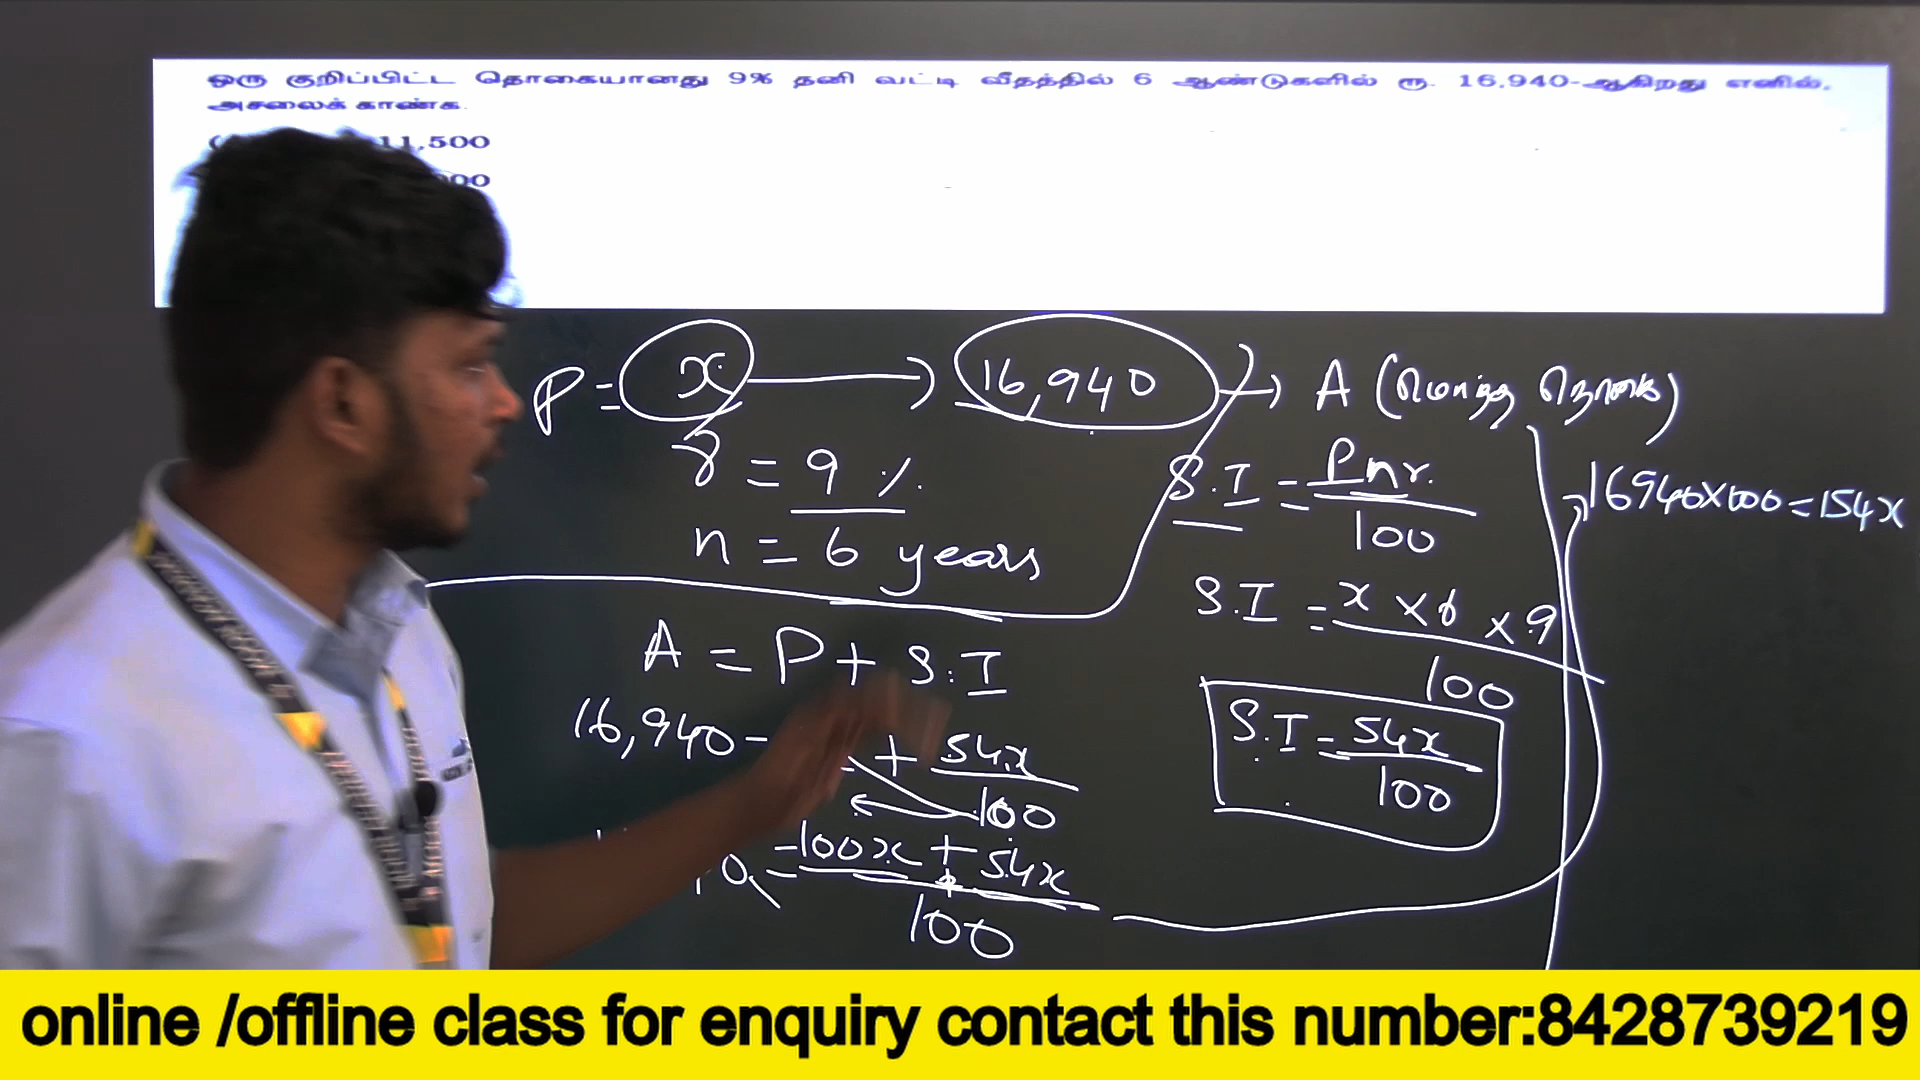 ஒரு குறிப்பிட்ட தொகையானது 9% தனி வட்டி வீதத்தில் 6 ஆண்டுகளில் ரூ. 16,940-ஆகிறது எனில்,
அசலைக் காண்க.
11,500
000
P = x → 16,940 → A (மொத்த தொகை)
r = 9 %
n = 6 years
S.I = Pnr
100
S.I = x × 6 × 9
100
S.I = 54x
100
A = P + S.I
16,940 = + 54x
100
= 100x + 54x
100
16940×100 = 154x
online /offline class for enquiry contact this number:8428739219